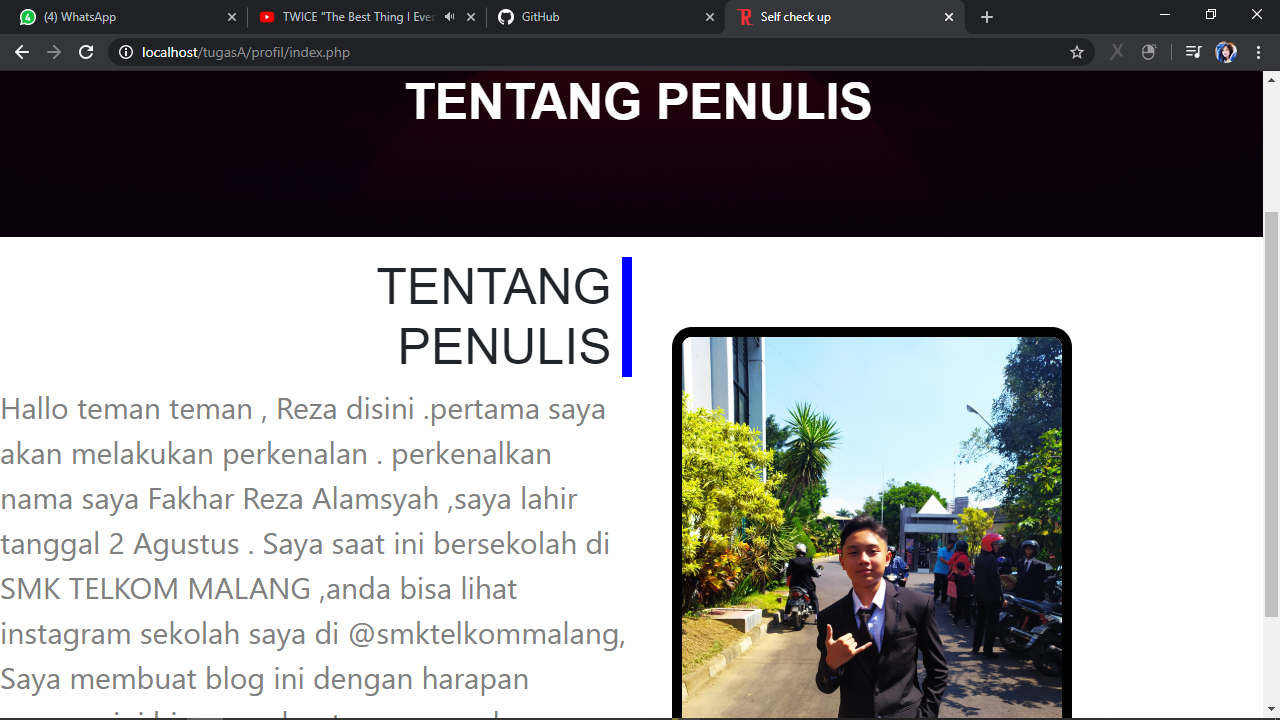 (4) WhatsApp
TWICE "The Best Thing I Ever
GitHub
Self check up
localhost/tugasA/profil/index.php
TENTANG PENULIS
TENTANG
PENULIS
Hallo teman teman , Reza disini .pertama saya
akan melakukan perkenalan . perkenalkan
nama saya Fakhar Reza Alamsyah ,saya lahir
tanggal 2 Agustus . Saya saat ini bersekolah di
SMK TELKOM MALANG ,anda bisa lihat
instagram sekolah saya di @smktelkommalang,
Saya membuat blog ini dengan harapan